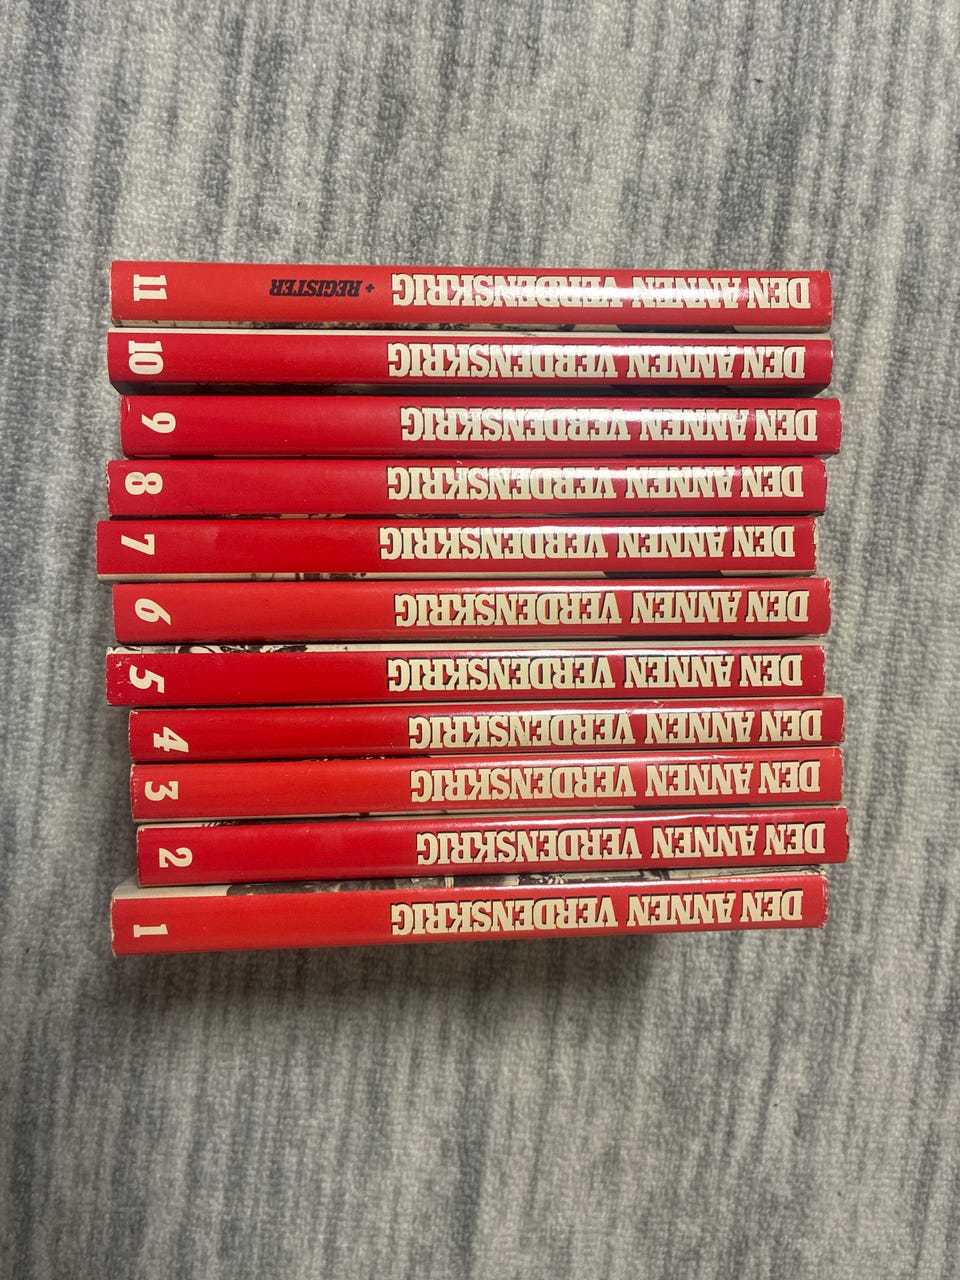 DEN ANNEN VERDENSKRIG + REGISTER 11
DEN ANNEN VERDENSKRIG 10
DEN ANNEN VERDENSKRIG 9
DEN ANNEN VERDENSKRIG 8
DEN ANNEN VERDENSKRIG 7
DEN ANNEN VERDENSKRIG 6
DEN ANNEN VERDENSKRIG 5
DEN ANNEN VERDENSKRIG 4
DEN ANNEN VERDENSKRIG 3
DEN ANNEN VERDENSKRIG 2
DEN ANNEN VERDENSKRIG 1